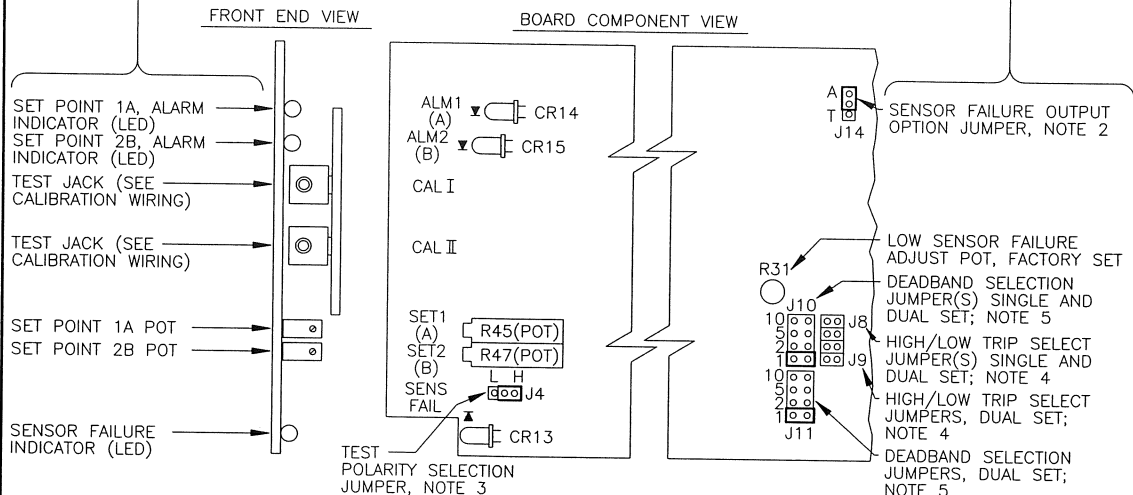 FRONT END VIEW
BOARD COMPONENT VIEW
SET POINT 1A, ALARM
INDICATOR (LED)
SET POINT 2B, ALARM
INDICATOR (LED)
TEST JACK (SEE
CALIBRATION WIRING)
TEST JACK (SEE
CALIBRATION WIRING)
SET POINT 1A POT
SET POINT 2B POT
SENSOR FAILURE
INDICATOR (LED)
ALM1
(A)
CR14
ALM2
(B)
CR15
CAL I
CAL II
SET1
(A)
R45(POT)
SET2
(B)
R47(POT)
L H
SENS
FAIL
J4
CR13
TEST
POLARITY SELECTION
JUMPER, NOTE 3
A
T
J14
SENSOR FAILURE OUTPUT
OPTION JUMPER, NOTE 2
R31
LOW SENSOR FAILURE
ADJUST POT, FACTORY SET
J10
10
5
2
1
J8
J9
10
5
2
1
J11
DEADBAND SELECTION
JUMPER(S) SINGLE AND
DUAL SET; NOTE 5
HIGH/LOW TRIP SELECT
JUMPER(S) SINGLE AND
DUAL SET; NOTE 4
HIGH/LOW TRIP SELECT
JUMPERS, DUAL SET;
NOTE 4
DEADBAND SELECTION
JUMPERS, DUAL SET;
NOTE 5